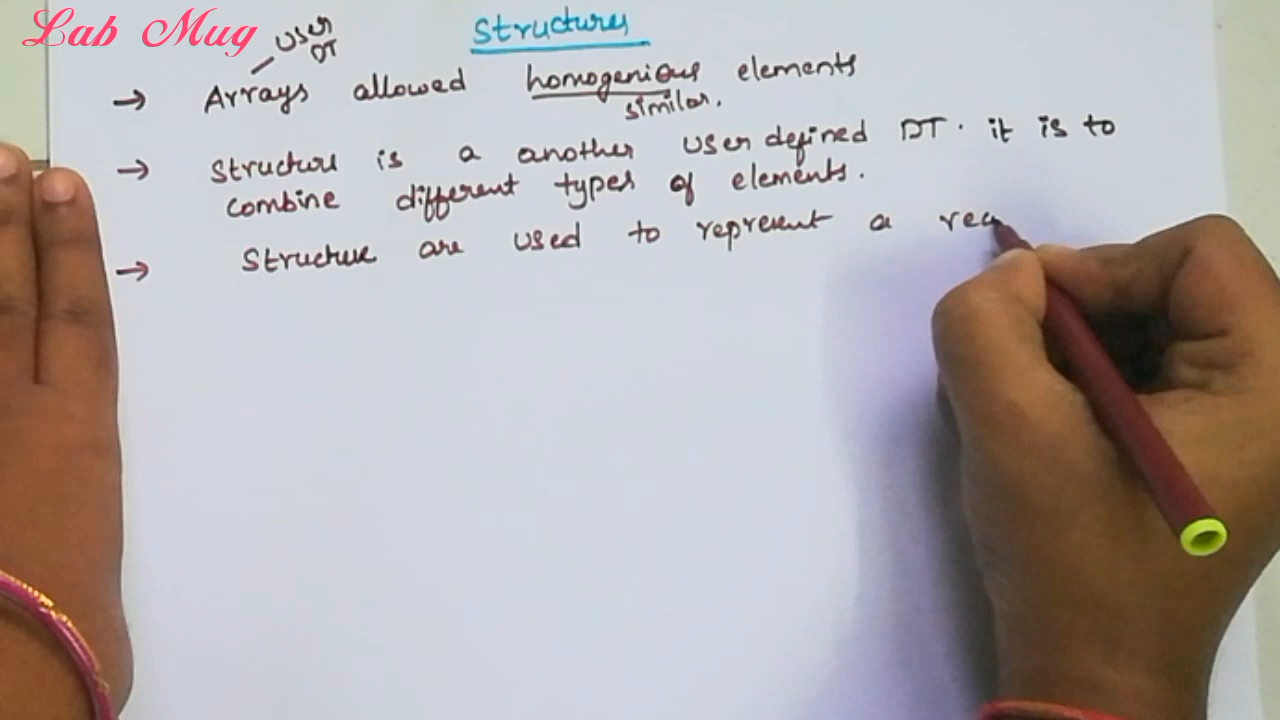 Lab Mug
User
DT
Structures
→ Arrays allowed homogenious elements
similar.
→ Structure is a another user defined DT. it is to
combine different types of elements.
→ Structure are used to represent a